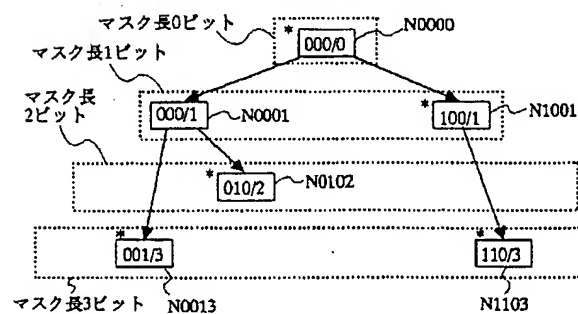 マスク長0ビット
* 000/0
N0000
マスク長1ビット
000/1
N0001
* 100/1
N1001
マスク長
2ビット
* 010/2
N0102
* 001/3
* 110/3
マスク長3ビット
N0013
N1103